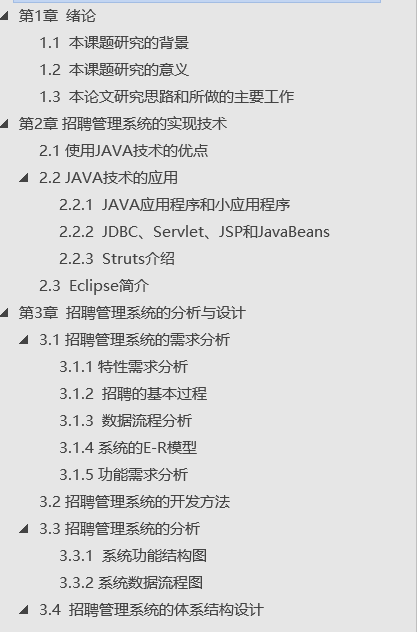 第1章 绪论
1.1 本课题研究的背景
1.2 本课题研究的意义
1.3 本论文研究思路和所做的主要工作
第2章 招聘管理系统的实现技术
2.1 使用JAVA技术的优点
2.2 JAVA技术的应用
2.2.1 JAVA应用程序和小应用程序
2.2.2 JDBC、Servlet、JSP和JavaBeans
2.2.3 Struts介绍
2.3 Eclipse简介
第3章 招聘管理系统的分析与设计
3.1 招聘管理系统的需求分析
3.1.1 特性需求分析
3.1.2 招聘的基本过程
3.1.3 数据流程分析
3.1.4 系统的E-R模型
3.1.5 功能需求分析
3.2 招聘管理系统的开发方法
3.3 招聘管理系统的分析
3.3.1 系统功能结构图
3.3.2 系统数据流程图
3.4 招聘管理系统的体系结构设计